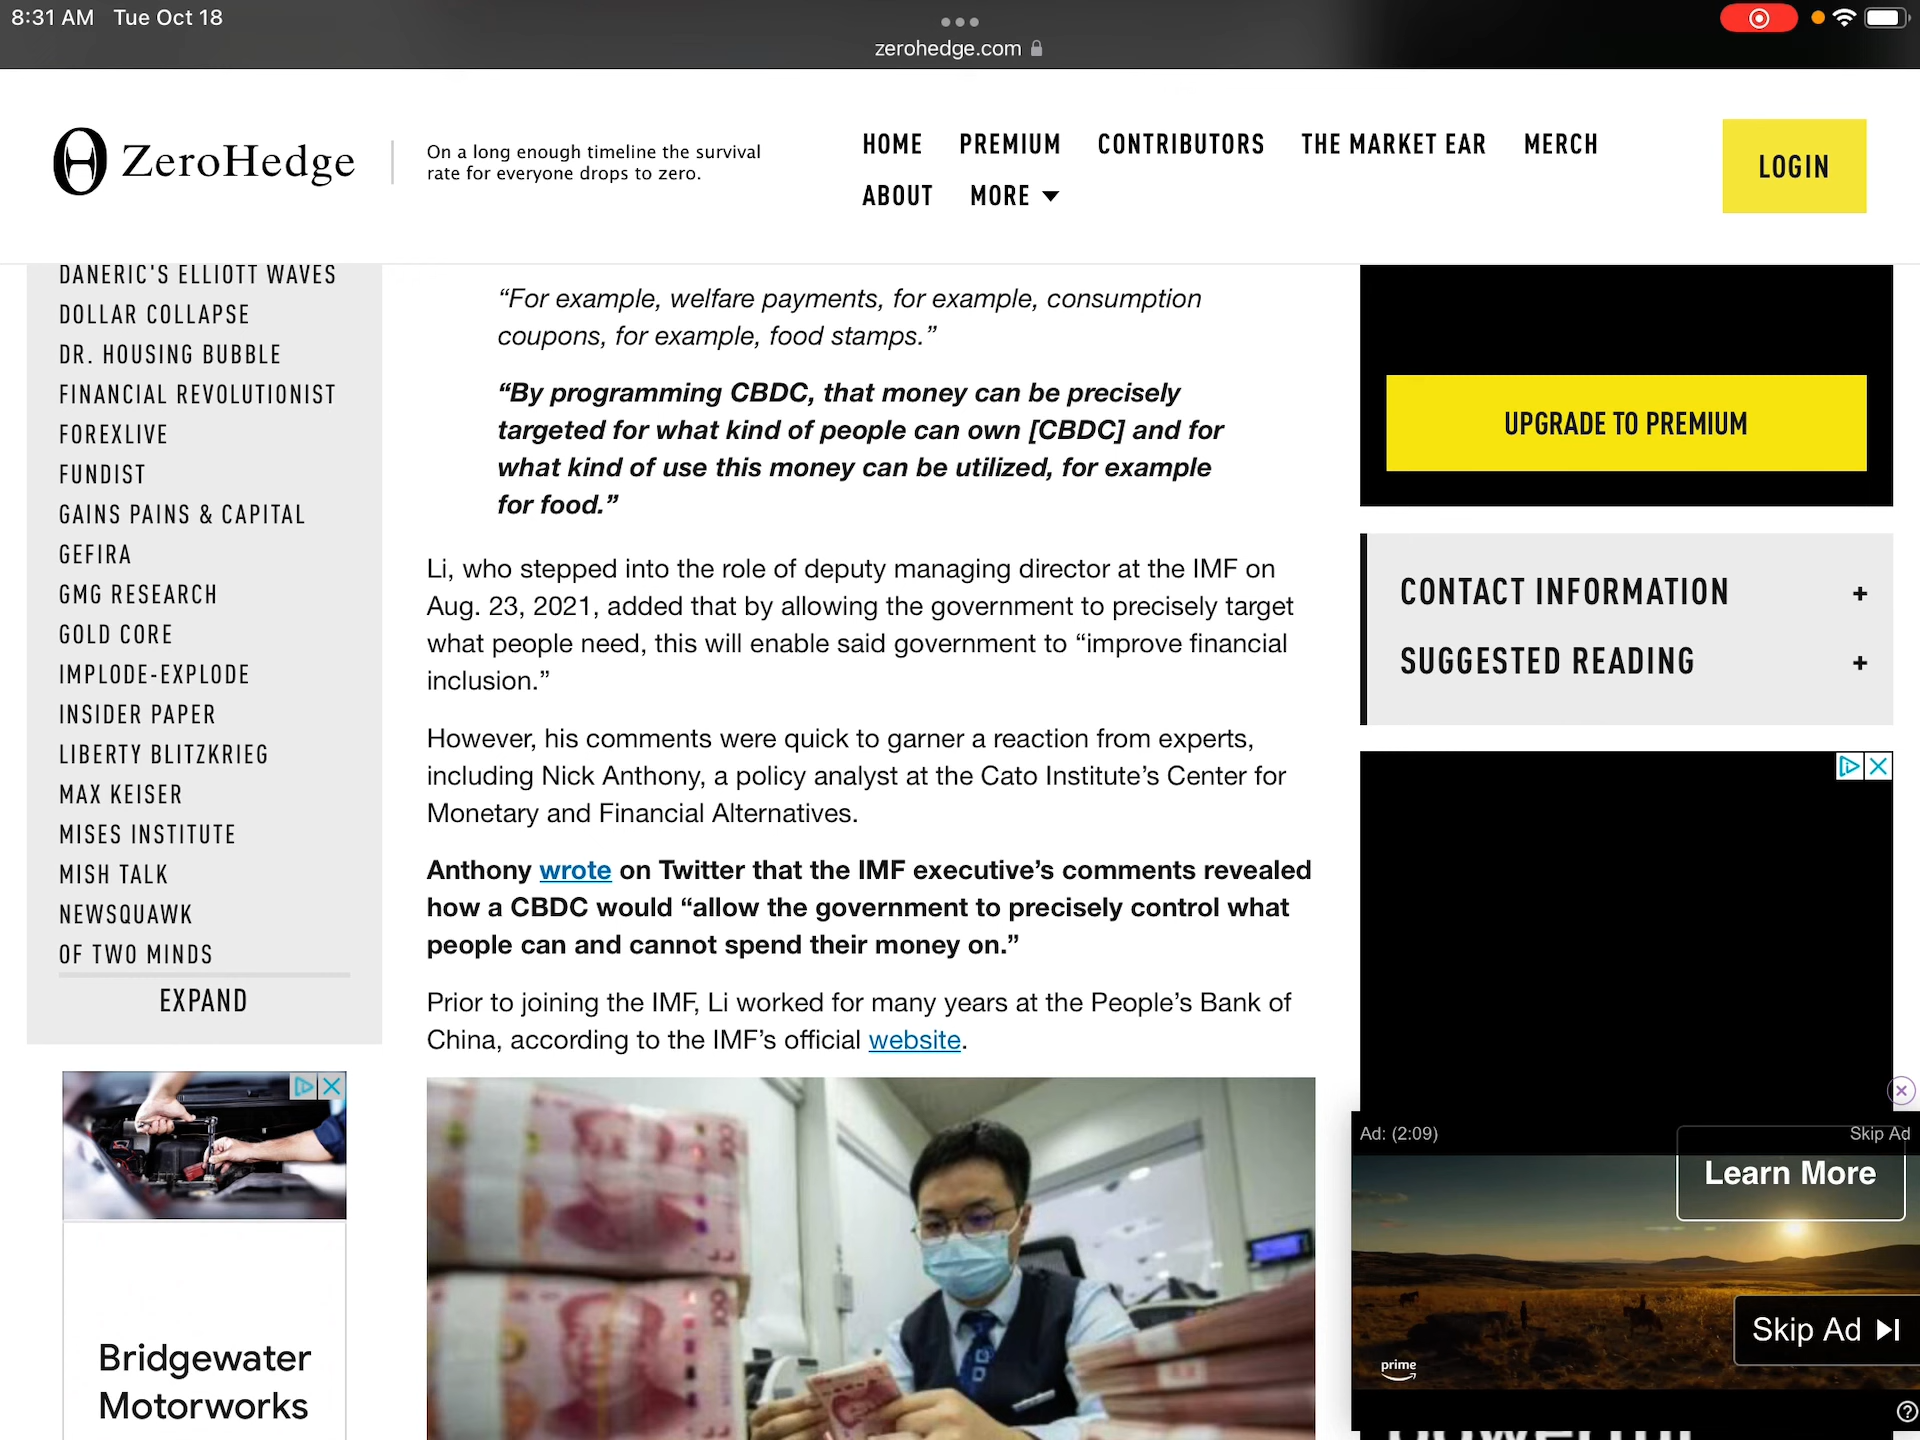 8:31 AM Tue Oct 18
zerohedge.com
ZeroHedge
On a long enough timeline the survival
rate for everyone drops to zero.
HOME PREMIUM CONTRIBUTORS THE MARKET EAR MERCH
ABOUT MORE
LOGIN
DANERIC'S ELLIOTT WAVES
DOLLAR COLLAPSE
DR. HOUSING BUBBLE
FINANCIAL REVOLUTIONIST
FOREXLIVE
FUNDIST
GAINS PAINS & CAPITAL
GEFIRA
GMG RESEARCH
GOLD CORE
IMPLODE-EXPLODE
INSIDER PAPER
LIBERTY BLITZKRIEG
MAX KEISER
MISES INSTITUTE
MISH TALK
NEWSQUAWK
OF TWO MINDS
EXPAND
Bridgewater
Motorworks
“For example, welfare payments, for example, consumption
coupons, for example, food stamps.”
“By programming CBDC, that money can be precisely
targeted for what kind of people can own [CBDC] and for
what kind of use this money can be utilized, for example
for food.”
Li, who stepped into the role of deputy managing director at the IMF on
Aug. 23, 2021, added that by allowing the government to precisely target
what people need, this will enable said government to “improve financial
inclusion.”
However, his comments were quick to garner a reaction from experts,
including Nick Anthony, a policy analyst at the Cato Institute’s Center for
Monetary and Financial Alternatives.
Anthony wrote on Twitter that the IMF executive’s comments revealed
how a CBDC would “allow the government to precisely control what
people can and cannot spend their money on.”
Prior to joining the IMF, Li worked for many years at the People’s Bank of
China, according to the IMF’s official website.
100
100
UPGRADE TO PREMIUM
CONTACT INFORMATION +
SUGGESTED READING +
Ad: (2:09)
Skip Ad
Learn More
Skip Ad
prime